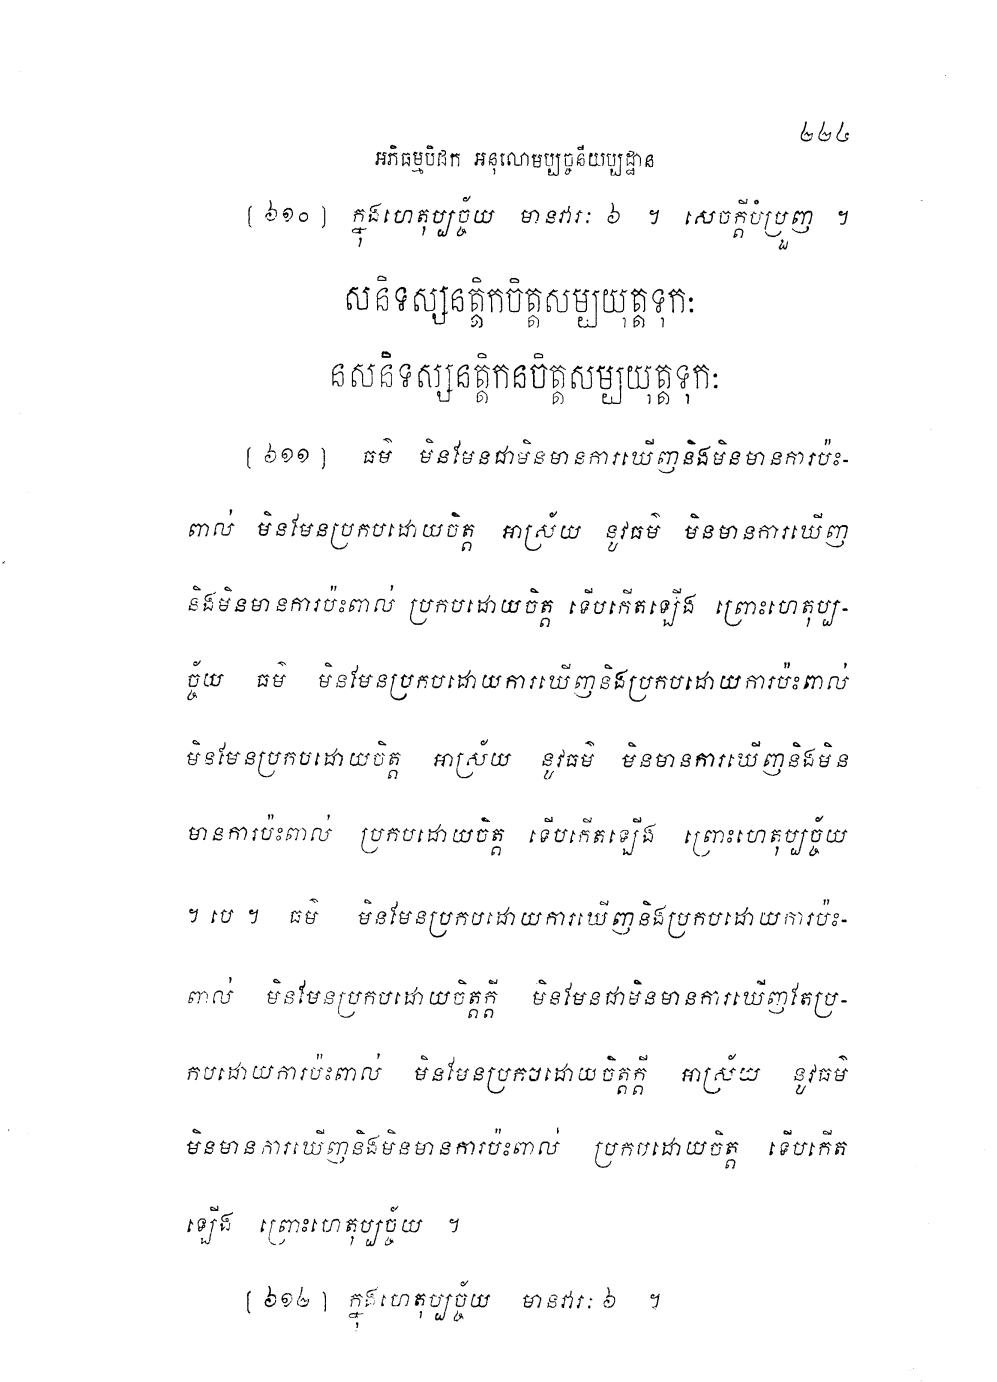 ២២៤
អភិធម្មបិដក អនុលោមប្បច្ចនីយប្បដ្ឋាន
[ ៦១០ ] ក្នុងហេតុប្បច្ច័យ មានវារៈ ៦ ។ សេចក្តីបំប្រួញ ។
សនិទស្សនត្តិកចិត្តសម្បយុត្តទុកៈ
នសនិទស្សនត្តិកនចិត្តសម្បយុត្តទុកៈ
[ ៦១១ ] ធម៌ មិនមែនជាមិនមានការឃើញនិងមិនមានការប៉ះ-
ពាល់ មិនមែនប្រកបដោយចិត្ត អាស្រ័យ នូវធម៌ មិនមានការឃើញ
និងមិនមានការប៉ះពាល់ ប្រកបដោយចិត្ត ទើបកើតឡើង ព្រោះហេតុប្ប-
ច្ច័យ ធម៌ មិនមែនប្រកបដោយការឃើញនិងប្រកបដោយការប៉ះពាល់
មិនមែនប្រកបដោយចិត្ត អាស្រ័យ នូវធម៌ មិនមានការឃើញនិងមិន
មានការប៉ះពាល់ ប្រកបដោយចិត្ត ទើបកើតឡើង ព្រោះហេតុប្បច្ច័យ
។ បេ ។ ធម៌ មិនមែនប្រកបដោយការឃើញនិងប្រកបដោយការប៉ះ-
ពាល់ មិនមែនប្រកបដោយចិត្តក្តី មិនមែនជាមិនមានការឃើញតែប្រ-
កបដោយការប៉ះពាល់ មិនមែនប្រកបដោយចិត្តក្តី អាស្រ័យ នូវធម៌
មិនមានការឃើញនិងមិនមានការប៉ះពាល់ ប្រកបដោយចិត្ត ទើបកើត
ឡើង ព្រោះហេតុប្បច្ច័យ ។
[ ៦១២ ] ក្នុងហេតុប្បច្ច័យ មានវារៈ ៦ ។